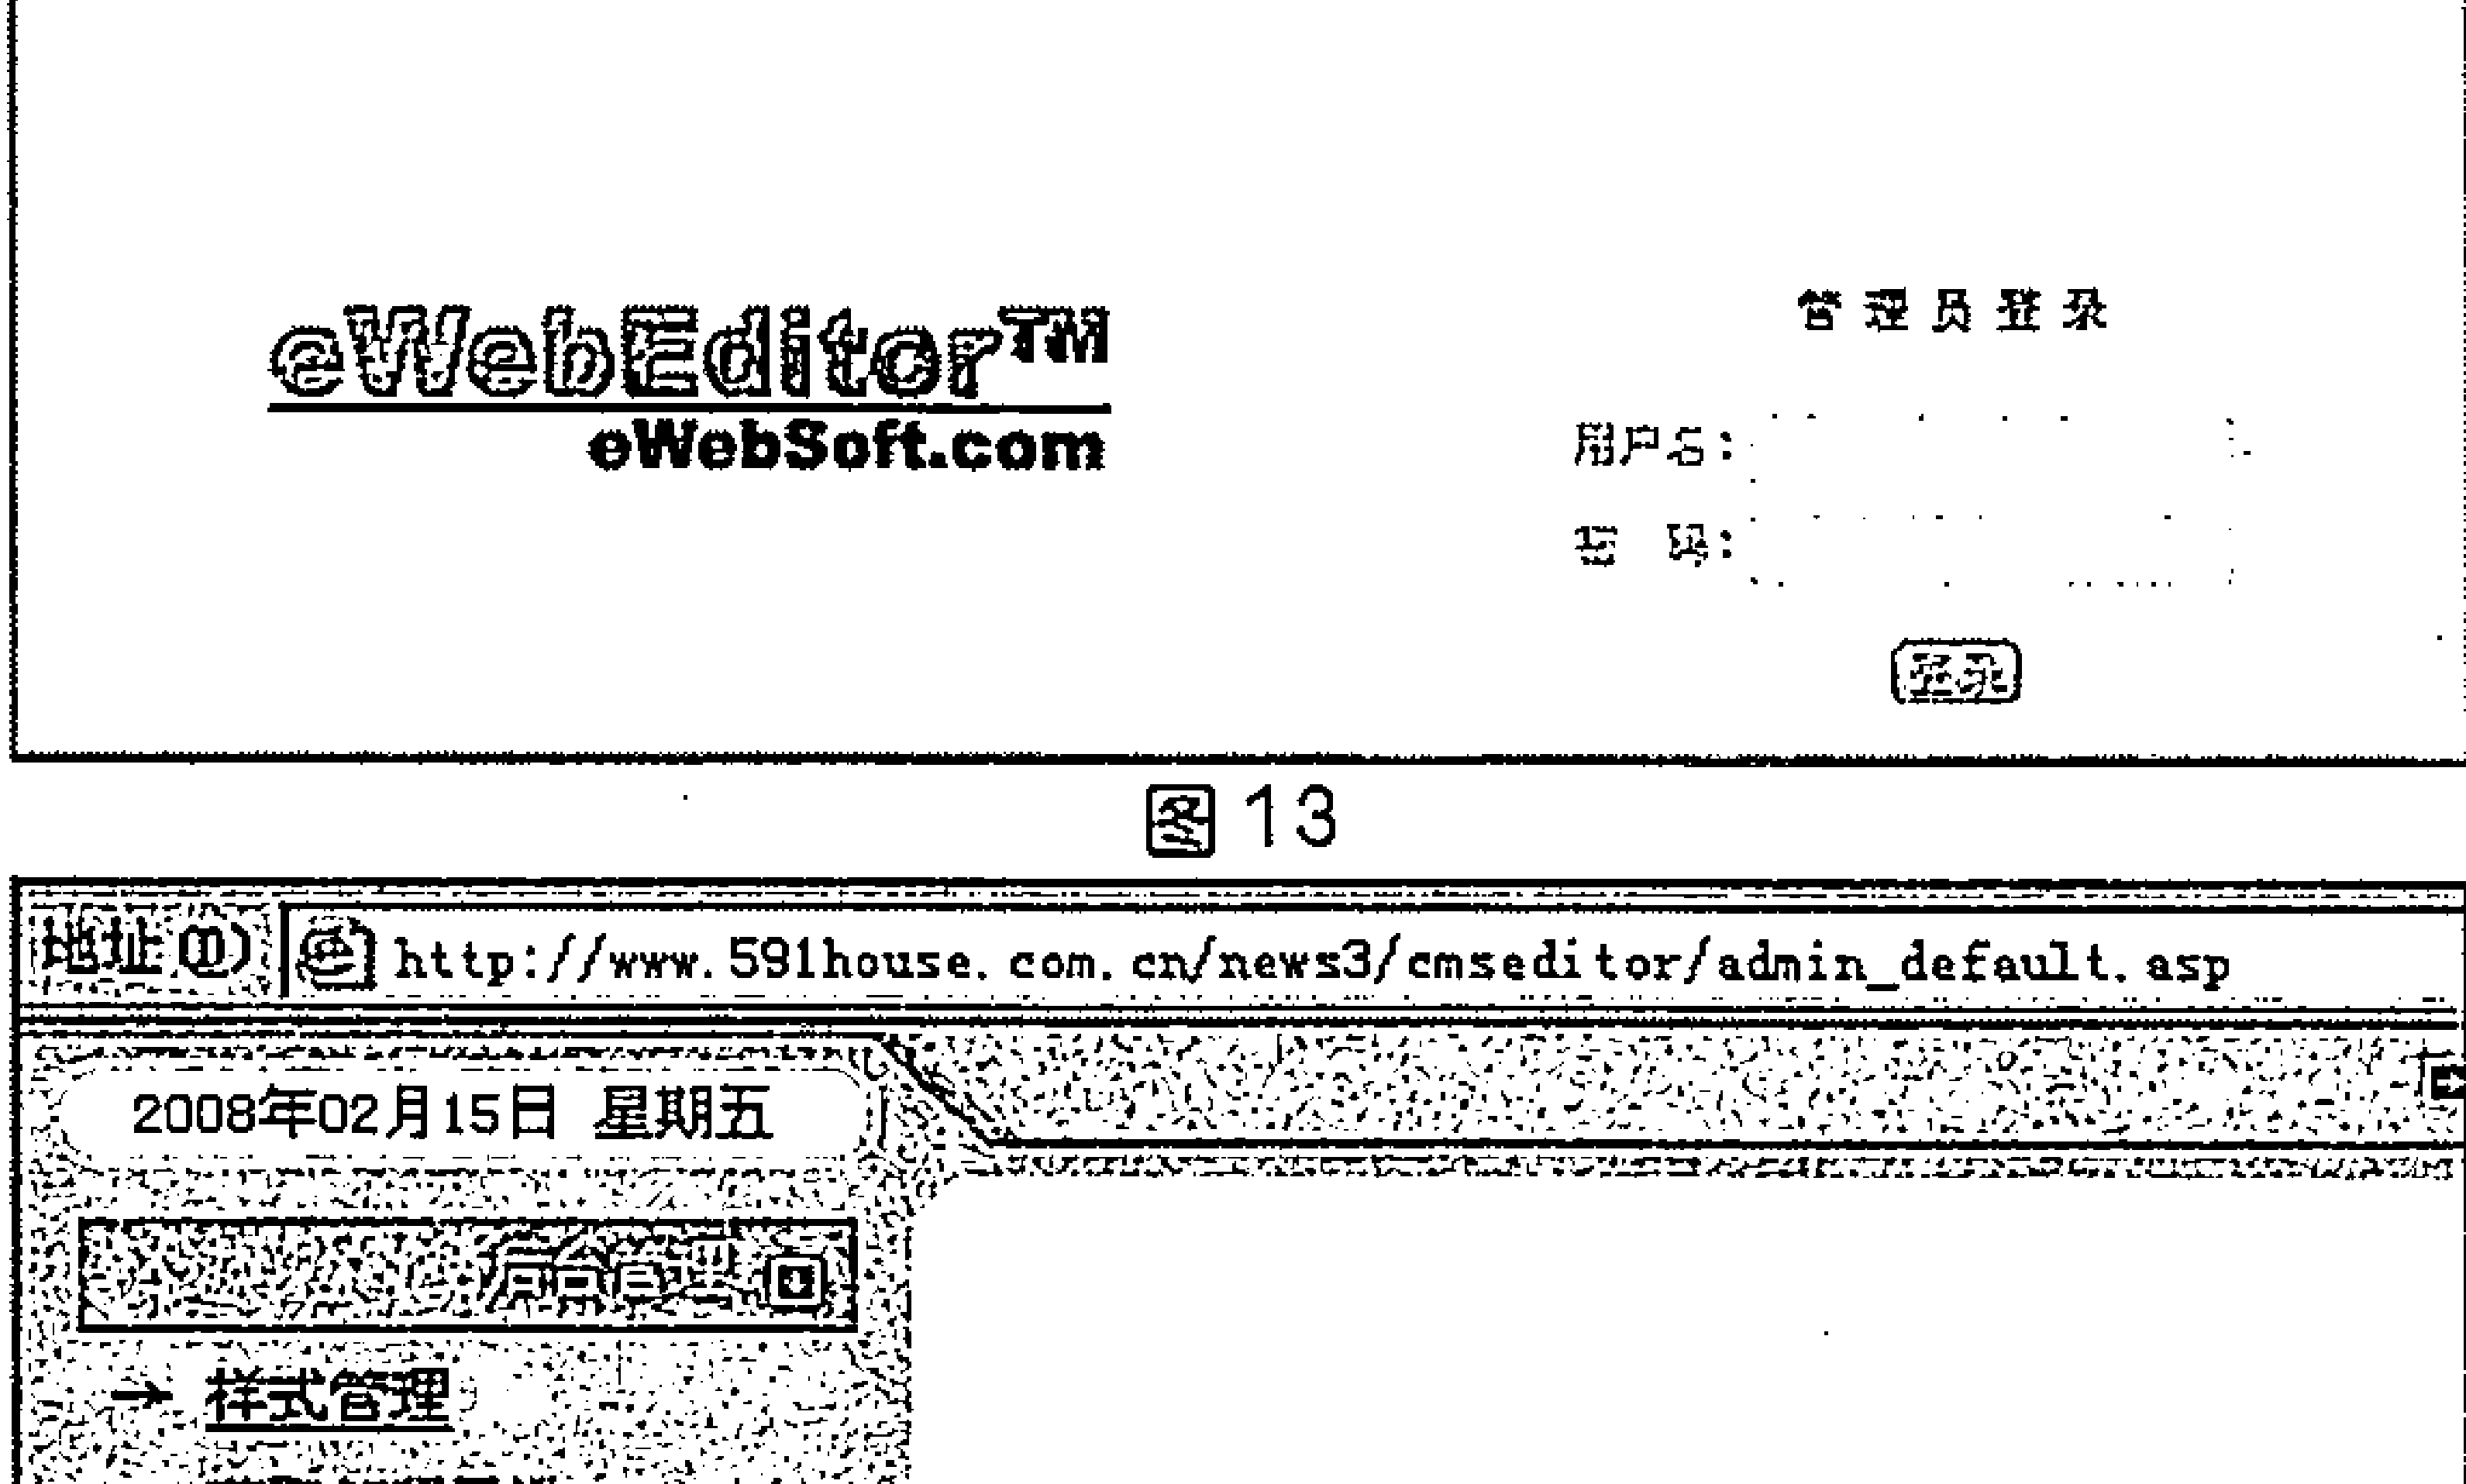 eWebEditor™
eWebSoft.com
管理员登录
用户名:
密 码:
登录
图 13
地址(D) http://www.591house.com.cn/news3/cmseditor/admin_default.asp
2008年02月15日 星期五
后台管理
→ 样式管理